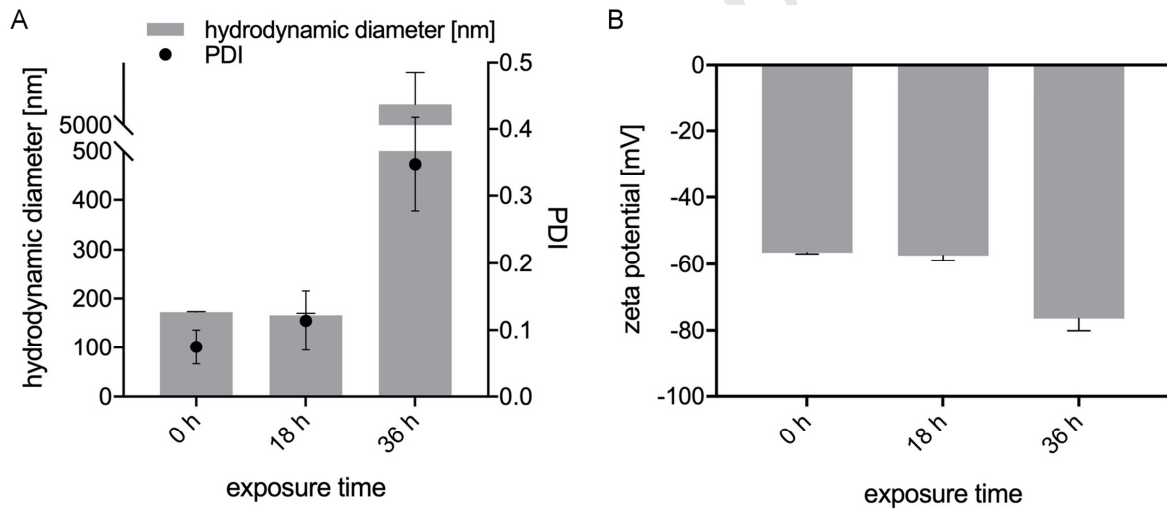 A
hydrodynamic diameter [nm]
PDI
hydrodynamic diameter [nm]
5000
500
400
300
200
100
0
0.5
0.4
0.3
0.2
0.1
0.0
PDI
0 h
18 h
36 h
exposure time
B
zeta potential [mV]
0
-20
-40
-60
-80
-100
0 h
18 h
36 h
exposure time